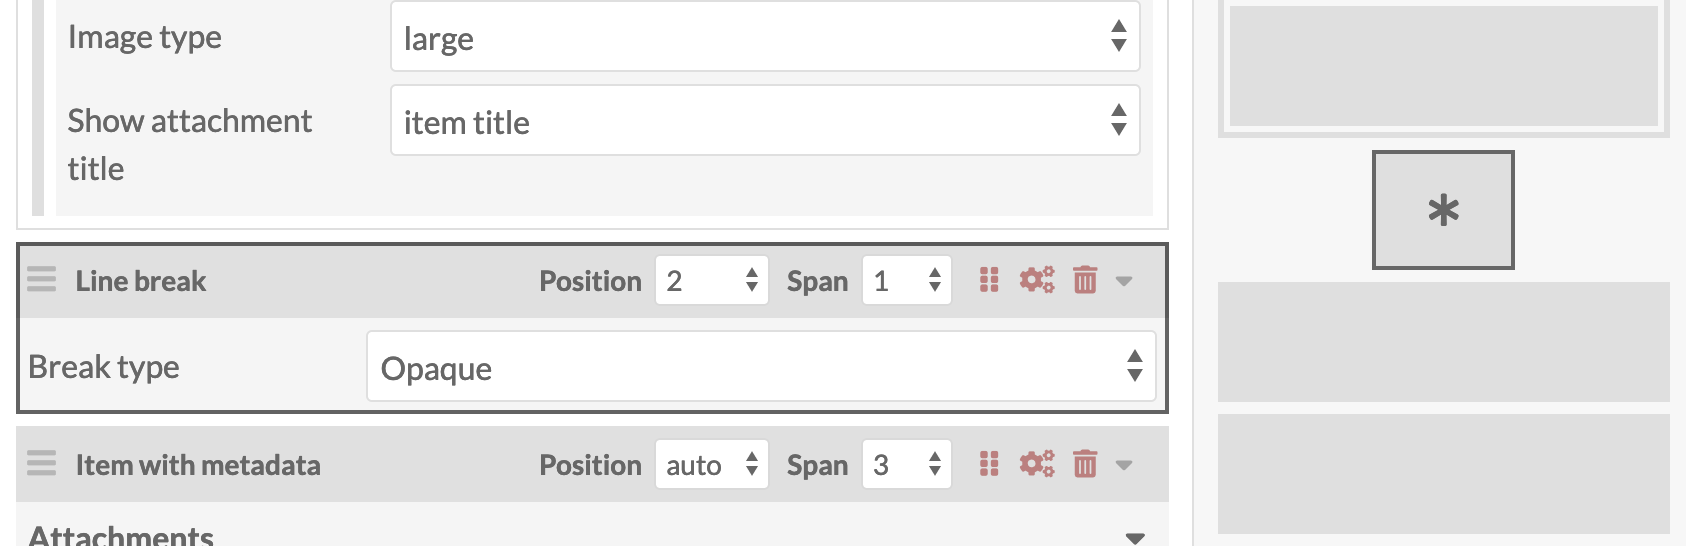 Image type large
Show attachment title item title
Line break Position 2 Span 1
Break type Opaque
Item with metadata Position auto Span 3
Attachments
*